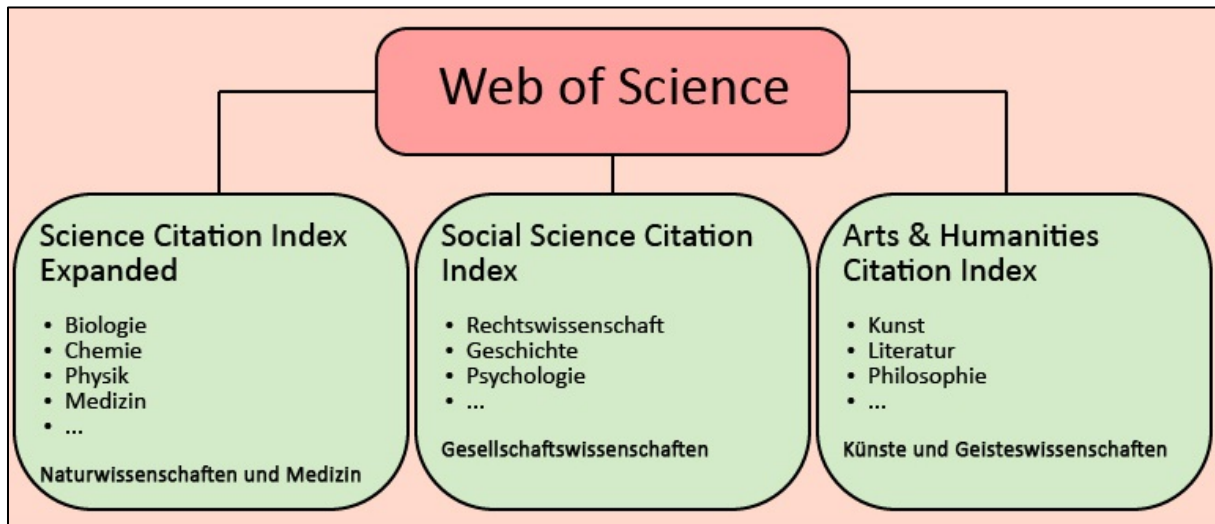 Web of Science
Science Citation Index
Expanded
• Biologie
• Chemie
• Physik
• Medizin
• ...
Naturwissenschaften und Medizin
Social Science Citation
Index
• Rechtswissenschaft
• Geschichte
• Psychologie
• ...
Gesellschaftswissenschaften
Arts & Humanities
Citation Index
• Kunst
• Literatur
• Philosophie
• ...
Künste und Geisteswissenschaften